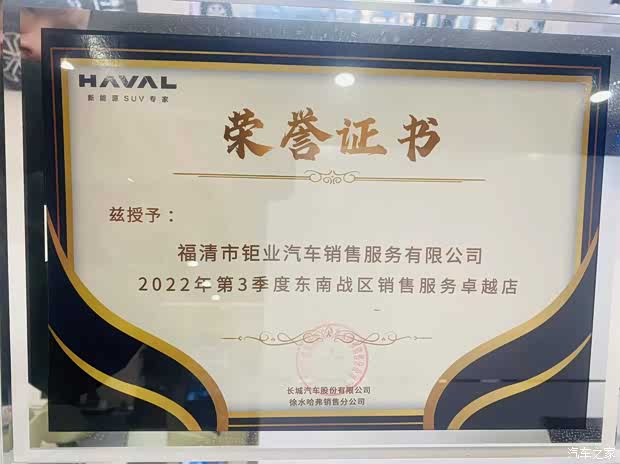 HAVAL
新能源SUV专家
荣誉证书
兹授予：
福清市钜业汽车销售服务有限公司
2022年第3季度东南战区销售服务卓越店
长城汽车股份有限公司
徐水哈弗销售分公司
汽车之家